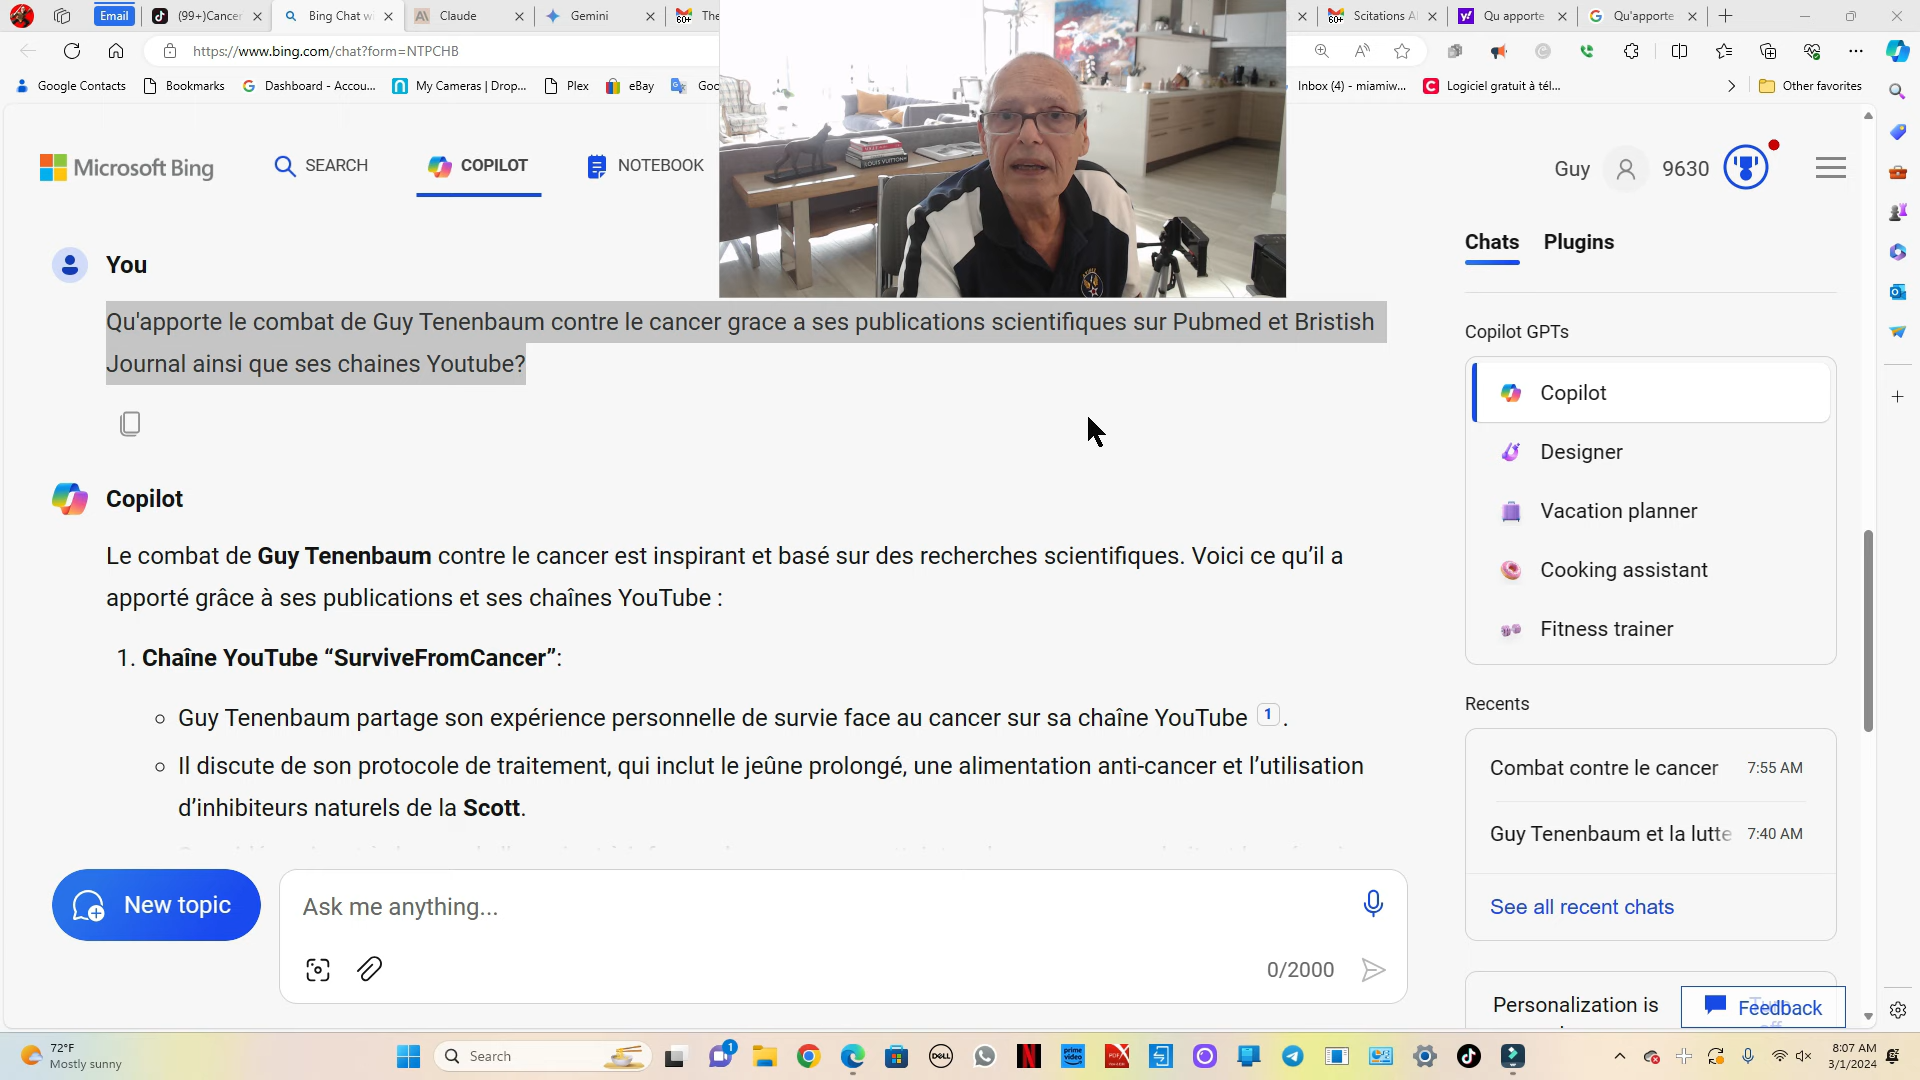 Email
(99+)Cancer
Bing Chat wi
Claude
Gemini
The
Scitations AI
Qu apporte
Qu'apporte
https://www.bing.com/chat?form=NTPCHB
Google Contacts
Bookmarks
Dashboard - Accou...
My Cameras | Drop...
Plex
eBay
Goo
Inbox (4) - miamiw...
Logiciel gratuit à tél...
Other favorites
Microsoft Bing
SEARCH
COPILOT
NOTEBOOK
Guy
9630
LOUIS VUITTON
Chats
Plugins
You
Qu'apporte le combat de Guy Tenenbaum contre le cancer grace a ses publications scientifiques sur Pubmed et Bristish
Journal ainsi que ses chaines Youtube?
Copilot
Le combat de Guy Tenenbaum contre le cancer est inspirant et basé sur des recherches scientifiques. Voici ce qu’il a
apporté grâce à ses publications et ses chaînes YouTube :
1. Chaîne YouTube “SurviveFromCancer”:
Guy Tenenbaum partage son expérience personnelle de survie face au cancer sur sa chaîne YouTube 1 .
Il discute de son protocole de traitement, qui inclut le jeûne prolongé, une alimentation anti-cancer et l’utilisation
d’inhibiteurs naturels de la Scott.
New topic
Ask me anything...
0/2000
Copilot GPTs
Copilot
Designer
Vacation planner
Cooking assistant
Fitness trainer
Recents
Combat contre le cancer 7:55 AM
Guy Tenenbaum et la lutte 7:40 AM
See all recent chats
Personalization is
Feedback
72°F
Mostly sunny
Search
1
DELL
prime video
PDF
8:07 AM
3/1/2024